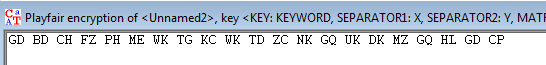 Playfair encryption of <Unnamed2>, key <KEY: KEYWORD, SEPARATOR1: X, SEPARATOR2: Y, MATF
GD BD CH FZ PH ME WK TG KC WK TD ZC NK GQ UK DK MZ GQ HL GD CP